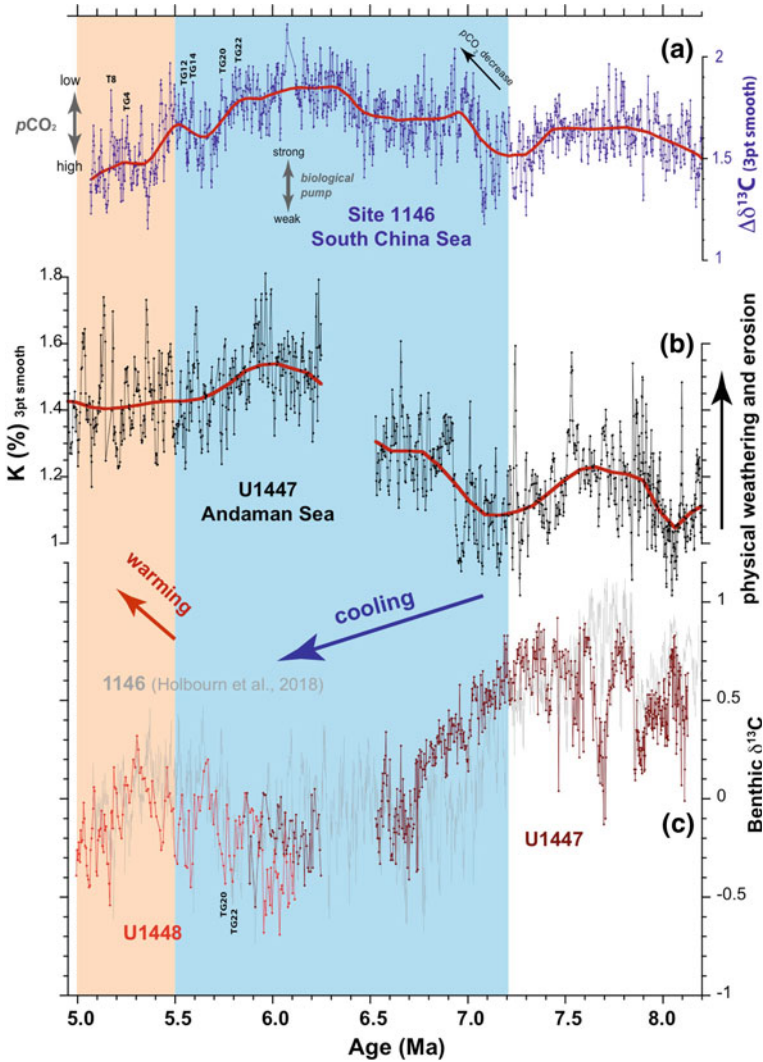 (a)
pCO₂ decrease
2
1.5
1
Δδ¹³C (3pt smooth)
low
pCO₂
high
T8
TG4
TG12
TG14
TG20
TG22
strong
biological
pump
weak
Site 1146
South China Sea
(b)
1.8
1.6
1.4
1.2
1
K (%) 3pt smooth
U1447
Andaman Sea
physical weathering and erosion
warming
cooling
1146 (Holbourn et al., 2018)
1
0.5
0
-0.5
-1
Benthic δ¹³C
(c)
U1447
TG20
TG22
U1448
5.0 5.5 6.0 6.5 7.0 7.5 8.0
Age (Ma)